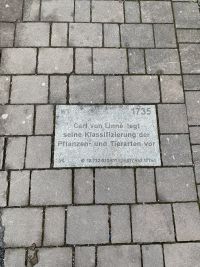 1735
Carl von Linné legt
seine Klassifizierung der
Pflanzen- und Tierarten vor